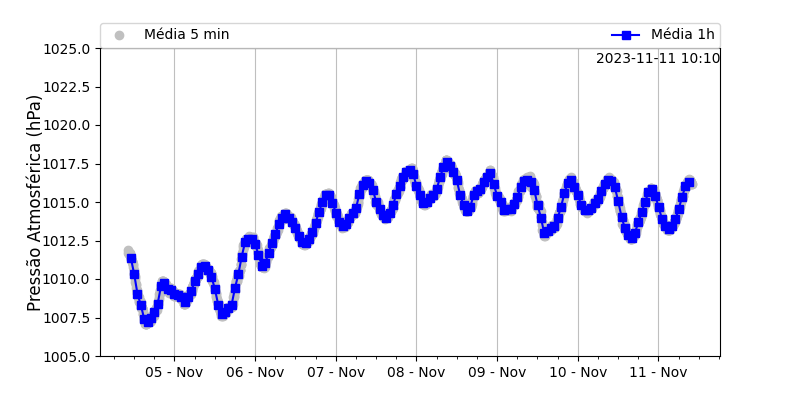 Média 5 min
Média 1h
2023-11-11 10:10
Pressão Atmosférica (hPa)
1025.0
1022.5
1020.0
1017.5
1015.0
1012.5
1010.0
1007.5
1005.0
05 - Nov
06 - Nov
07 - Nov
08 - Nov
09 - Nov
10 - Nov
11 - Nov